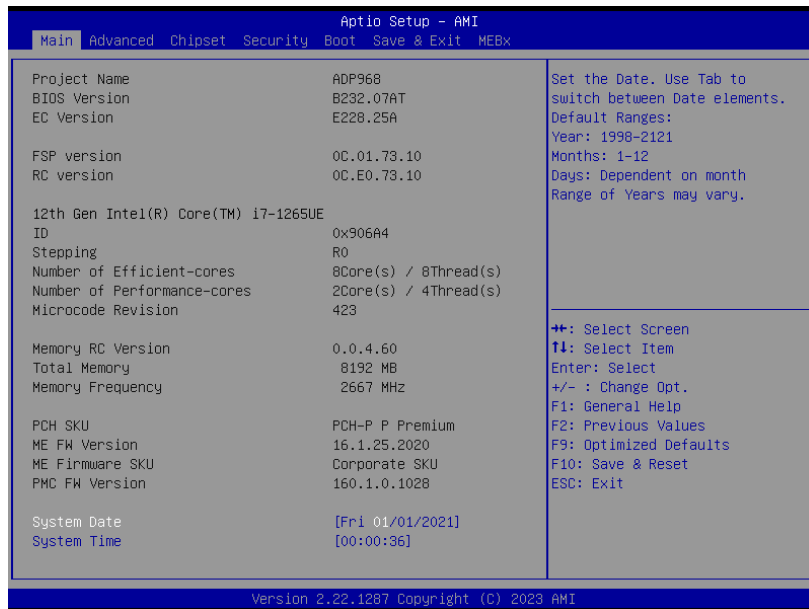 Aptio Setup – AMI
Main Advanced Chipset Security Boot Save & Exit MEBx
Project Name ADP968
BIOS Version B232.07AT
EC Version E228.25A
FSP version 0C.01.73.10
RC version 0C.E0.73.10
12th Gen Intel(R) Core(TM) i7-1265UE
ID 0x906A4
Stepping R0
Number of Efficient-cores 8Core(s) / 8Thread(s)
Number of Performance-cores 2Core(s) / 4Thread(s)
Microcode Revision 423
Memory RC Version 0.0.4.60
Total Memory 8192 MB
Memory Frequency 2667 MHz
PCH SKU PCH-P P Premium
ME FW Version 16.1.25.2020
ME Firmware SKU Corporate SKU
PMC FW Version 160.1.0.1028
System Date [Fri 01/01/2021]
System Time [00:00:36]
Set the Date. Use Tab to
switch between Date elements.
Default Ranges:
Year: 1998-2121
Months: 1-12
Days: Dependent on month
Range of Years may vary.
→←: Select Screen
↑↓: Select Item
Enter: Select
+/- : Change Opt.
F1: General Help
F2: Previous Values
F9: Optimized Defaults
F10: Save & Reset
ESC: Exit
Version 2.22.1287 Copyright (C) 2023 AMI